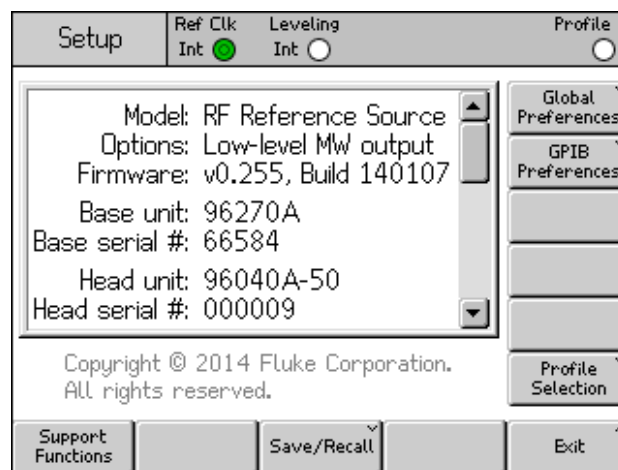 Setup
Ref Clk
Int
Leveling
Int
Profile
Model: RF Reference Source
Options: Low-level MW output
Firmware: v0.255, Build 140107
Base unit: 96270A
Base serial #: 66584
Head unit: 96040A-50
Head serial #: 000009
Copyright © 2014 Fluke Corporation.
All rights reserved.
Global
Preferences
GPIB
Preferences
Profile
Selection
Support
Functions
Save/Recall
Exit